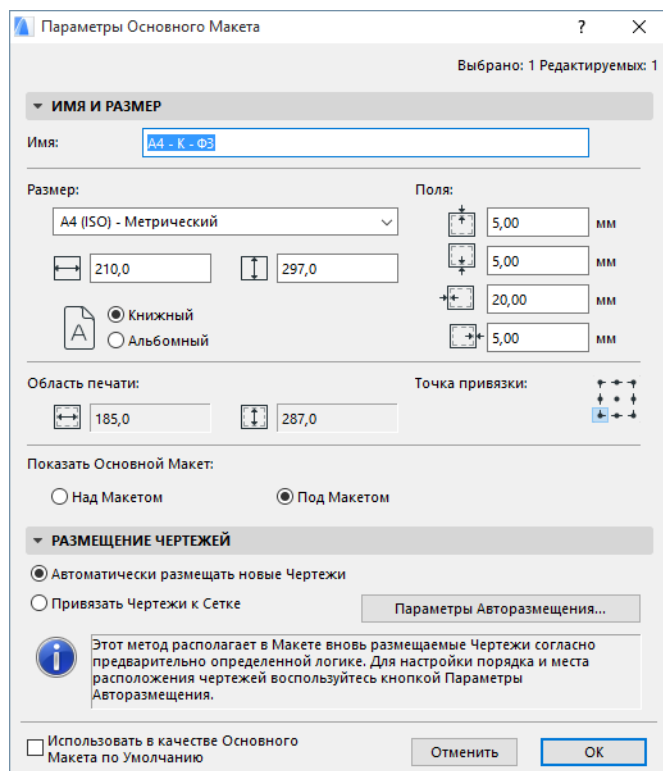 Параметры Основного Макета
?
Выбрано: 1 Редактируемых: 1
ИМЯ И РАЗМЕР
Имя:
А4 - К - Ф3
Размер:
Поля:
A4 (ISO) - Метрический
5,00 мм
210,0
297,0
5,00 мм
A
Книжный
20,00 мм
Альбомный
5,00 мм
Область печати:
Точка привязки:
185,0
287,0
Показать Основной Макет:
Над Макетом
Под Макетом
РАЗМЕЩЕНИЕ ЧЕРТЕЖЕЙ
Автоматически размещать новые Чертежи
Привязать Чертежи к Сетке
Параметры Авторазмещения...
Этот метод располагает в Макете вновь размещаемые Чертежи согласно
предварительно определенной логике. Для настройки порядка и места
расположения чертежей воспользуйтесь кнопкой Параметры
Авторазмещения.
Использовать в качестве Основного
Макета по Умолчанию
Отменить
ОК